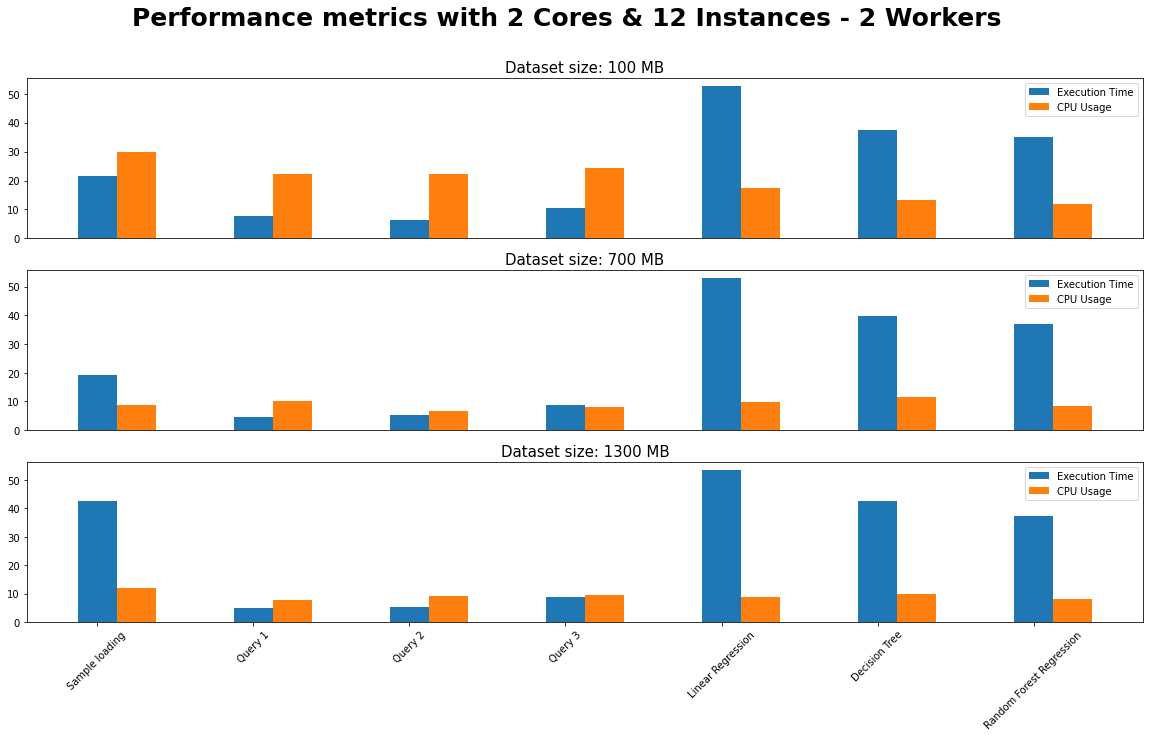 Performance metrics with 2 Cores & 12 Instances - 2 Workers
Dataset size: 100 MB
50
40
30
20
10
0
Execution Time
CPU Usage
Dataset size: 700 MB
50
40
30
20
10
0
Execution Time
CPU Usage
Dataset size: 1300 MB
50
40
30
20
10
0
Execution Time
CPU Usage
Sample loading
Query 1
Query 2
Query 3
Linear Regression
Decision Tree
Random Forest Regression